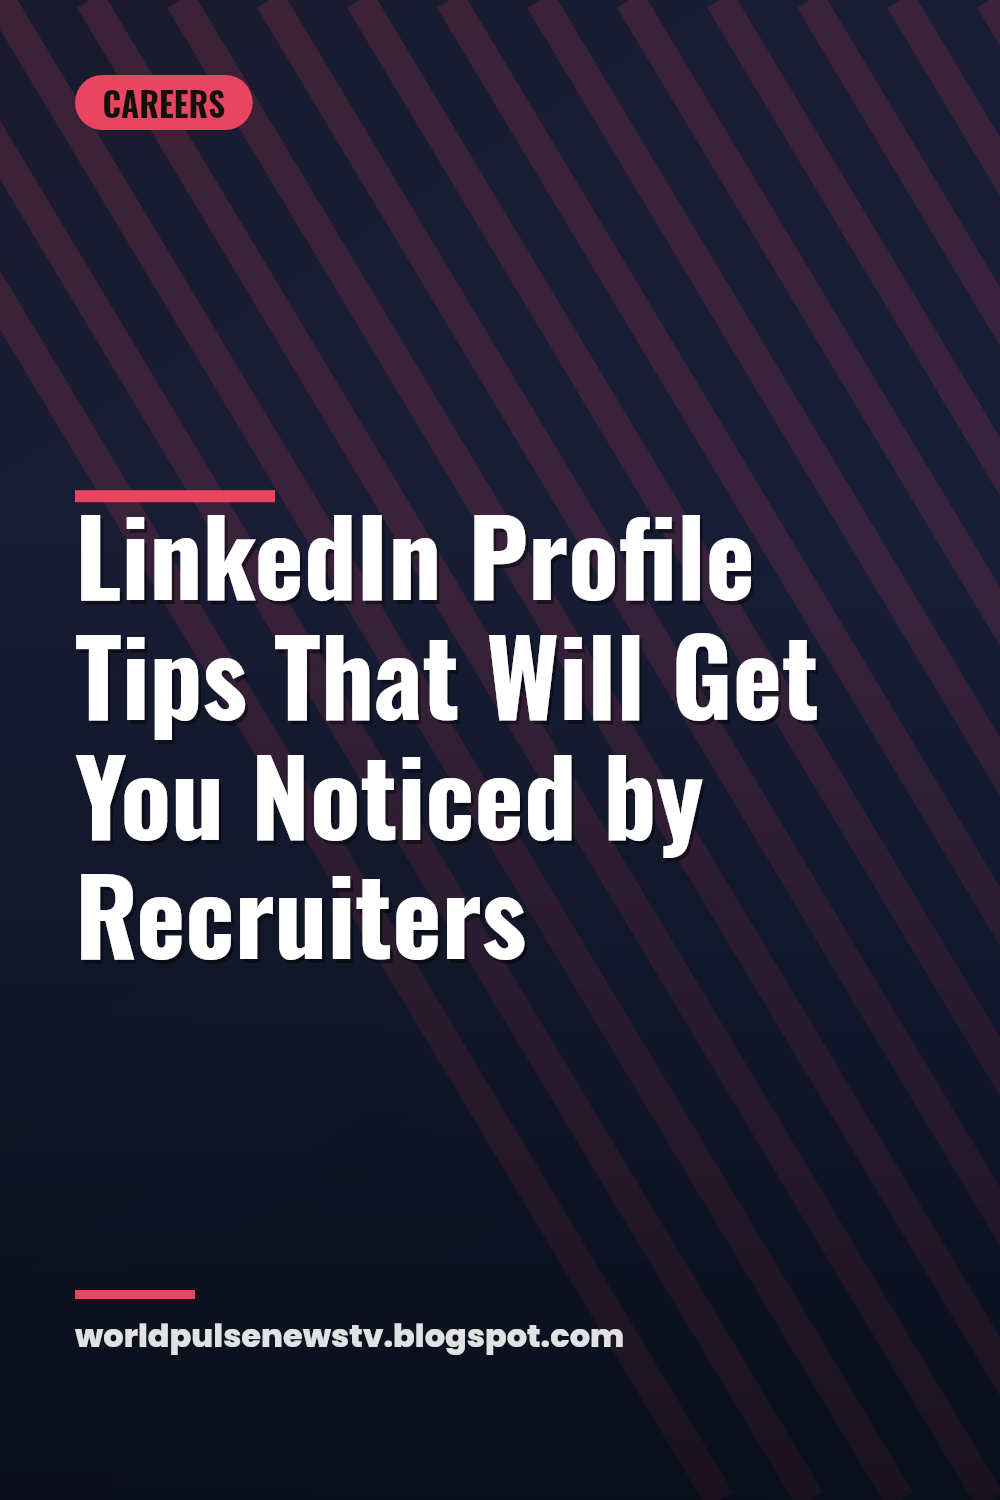 CAREERS
LinkedIn Profile
Tips That Will Get
You Noticed by
Recruiters
worldpulsenewstv.blogspot.com